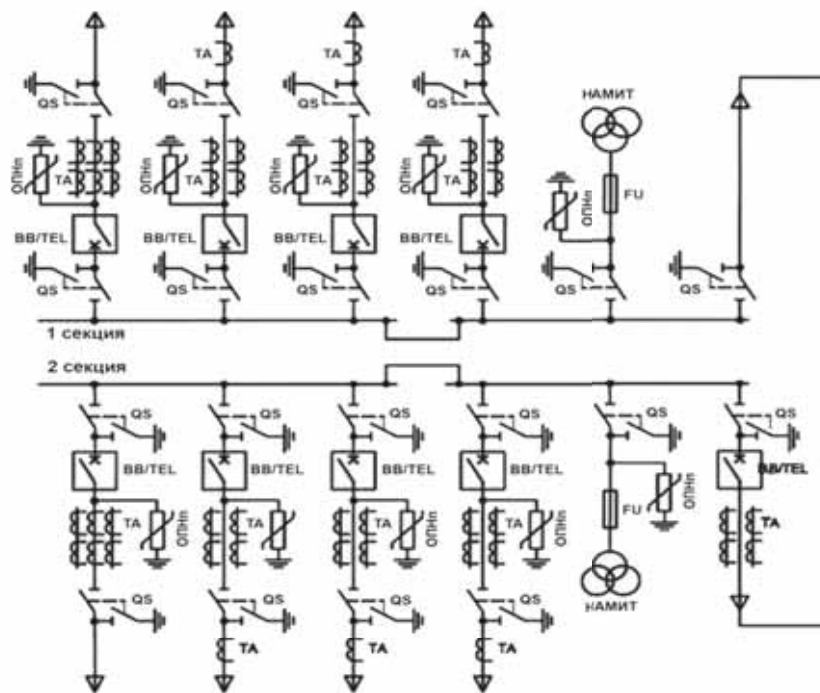 TA
TA
TA
QS
QS
QS
QS
НАМИТ
ОПНп
TA
ОПНп
TA
ОПНп
TA
ОПНп
TA
ОПНп
FU
BB/TEL
BB/TEL
BB/TEL
BB/TEL
QS
QS
QS
QS
QS
QS
1 секция
2 секция
QS
QS
QS
QS
QS
QS
BB/TEL
BB/TEL
BB/TEL
BB/TEL
BB/TEL
TA
ОПНп
TA
ОПНп
TA
ОПНп
TA
ОПНп
FU
ОПНп
TA
QS
QS
QS
QS
НАМИТ
TA
TA
TA